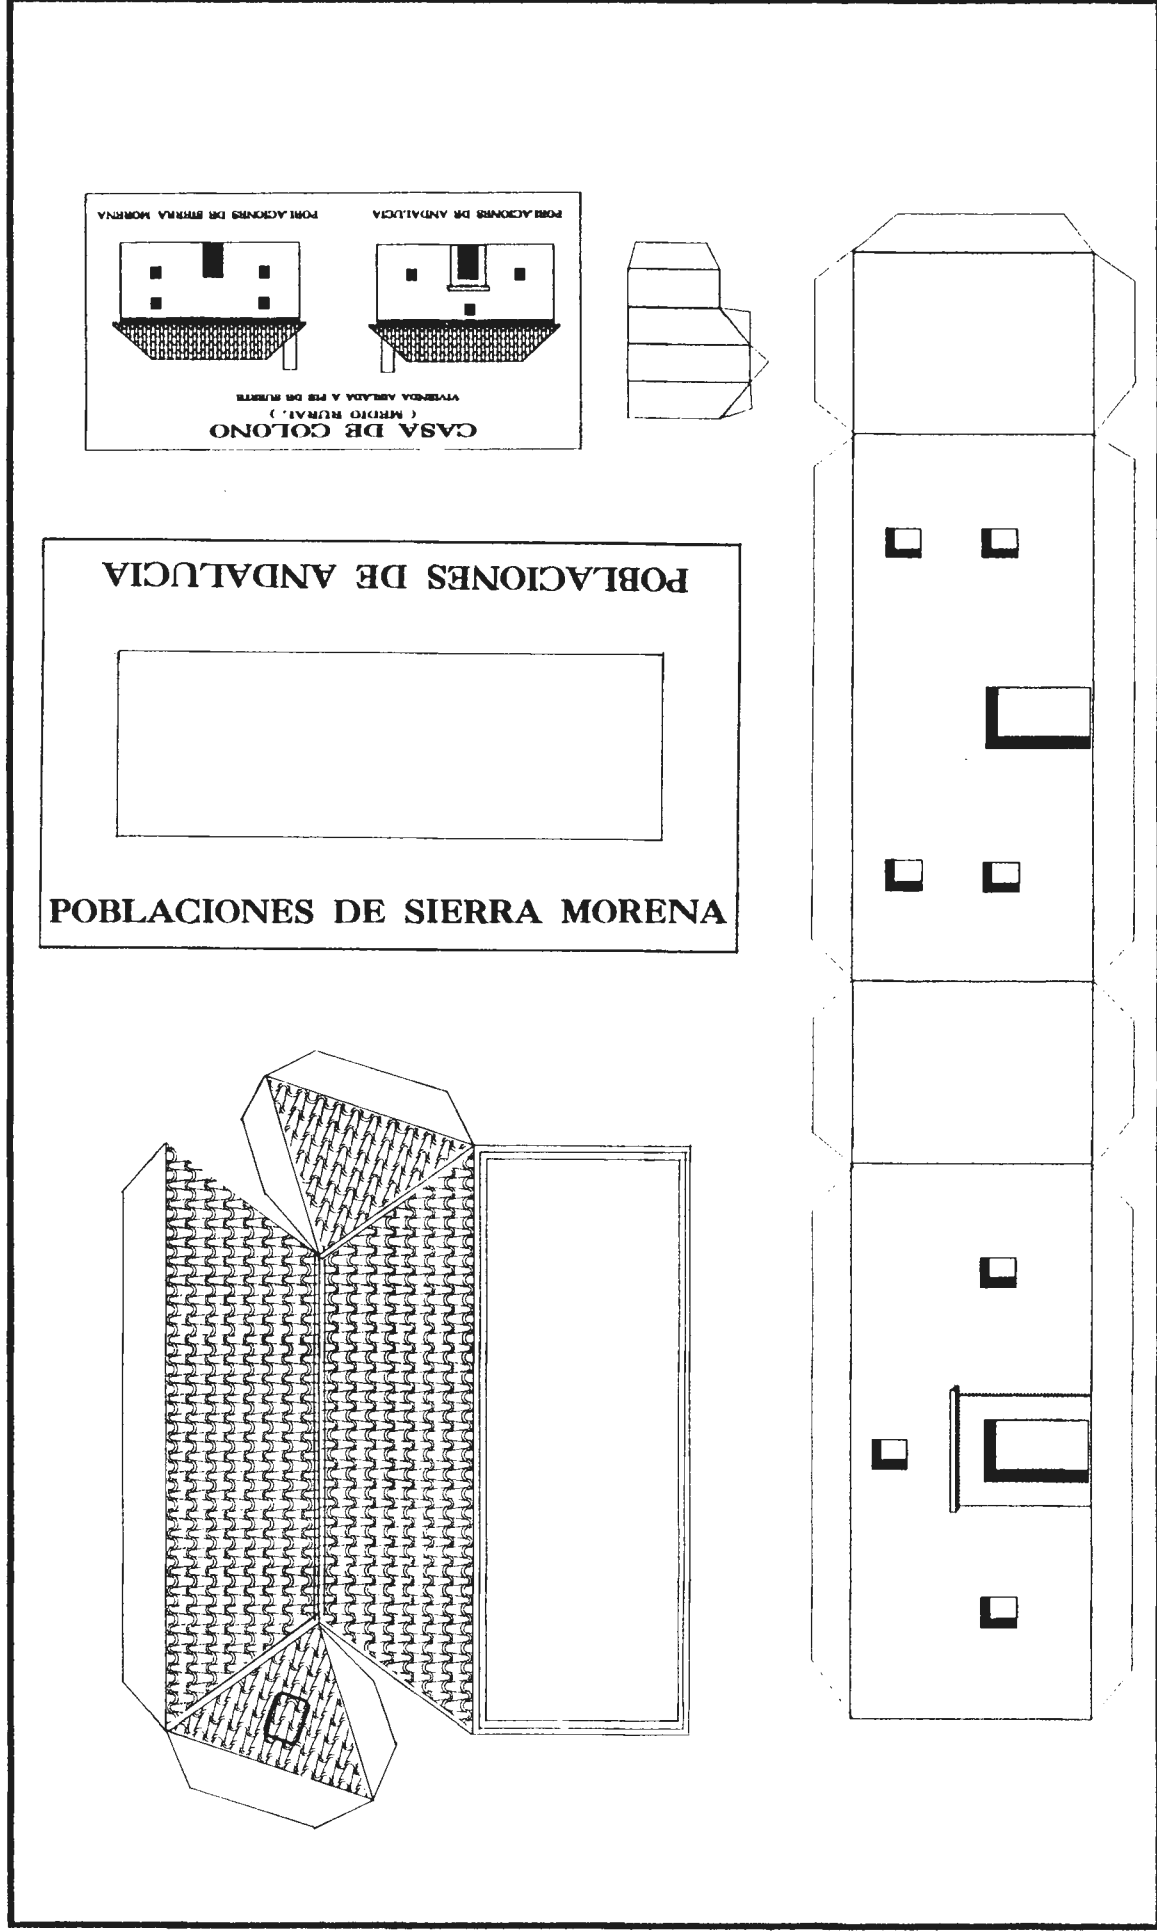 CASA DE COLONO
( MEDIO RURAL )
VIVIENDA AISLADA A PIE DE SUERTE
POBLACIONES DE ANDALUCIA
POBLACIONES DE SIERRA MORENA
POBLACIONES DE ANDALUCIA
POBLACIONES DE SIERRA MORENA